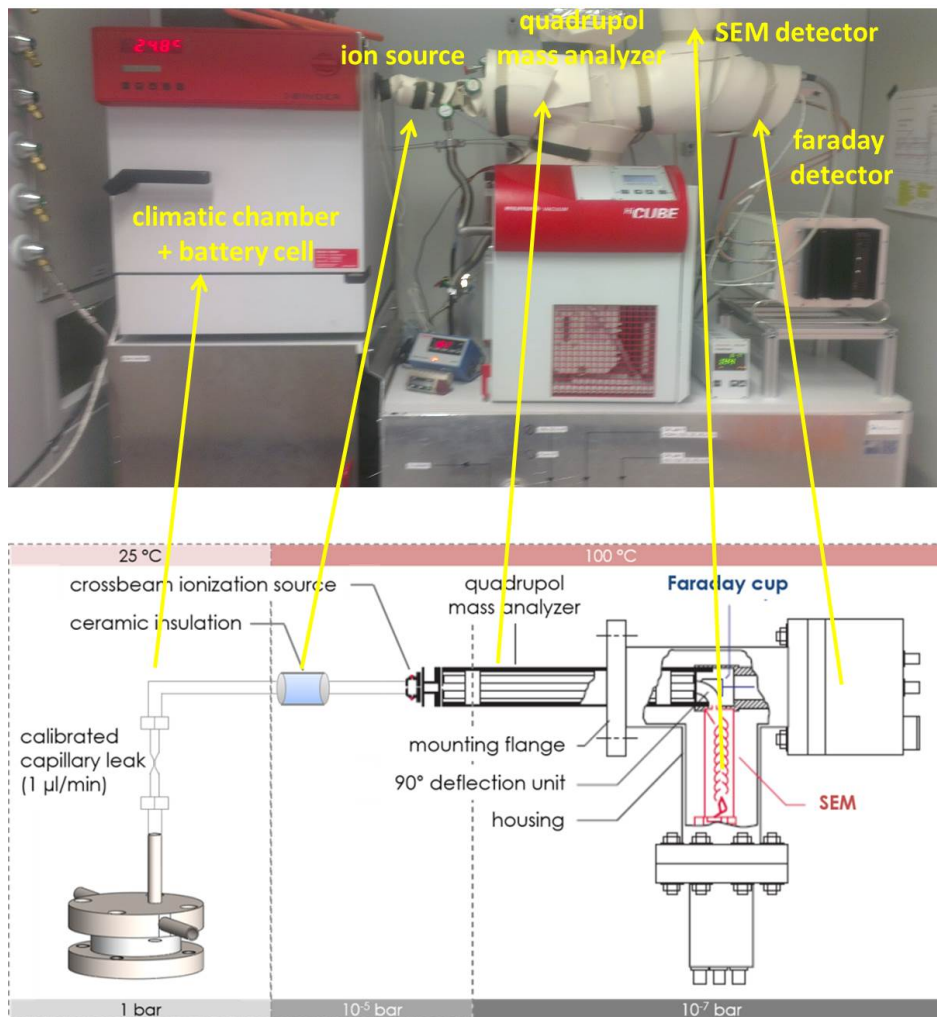 quadrupol
mass analyzer
SEM detector
ion source
248c
faraday
detector
HiCUBE
climatic chamber
+ battery cell
25 °C
100 °C
crossbeam ionization source
quadrupol
mass analyzer
Faraday cup
ceramic insulation
calibrated
capillary leak
(1 µl/min)
mounting flange
90° deflection unit
housing
SEM
1 bar
10⁻⁵ bar
10⁻⁷ bar